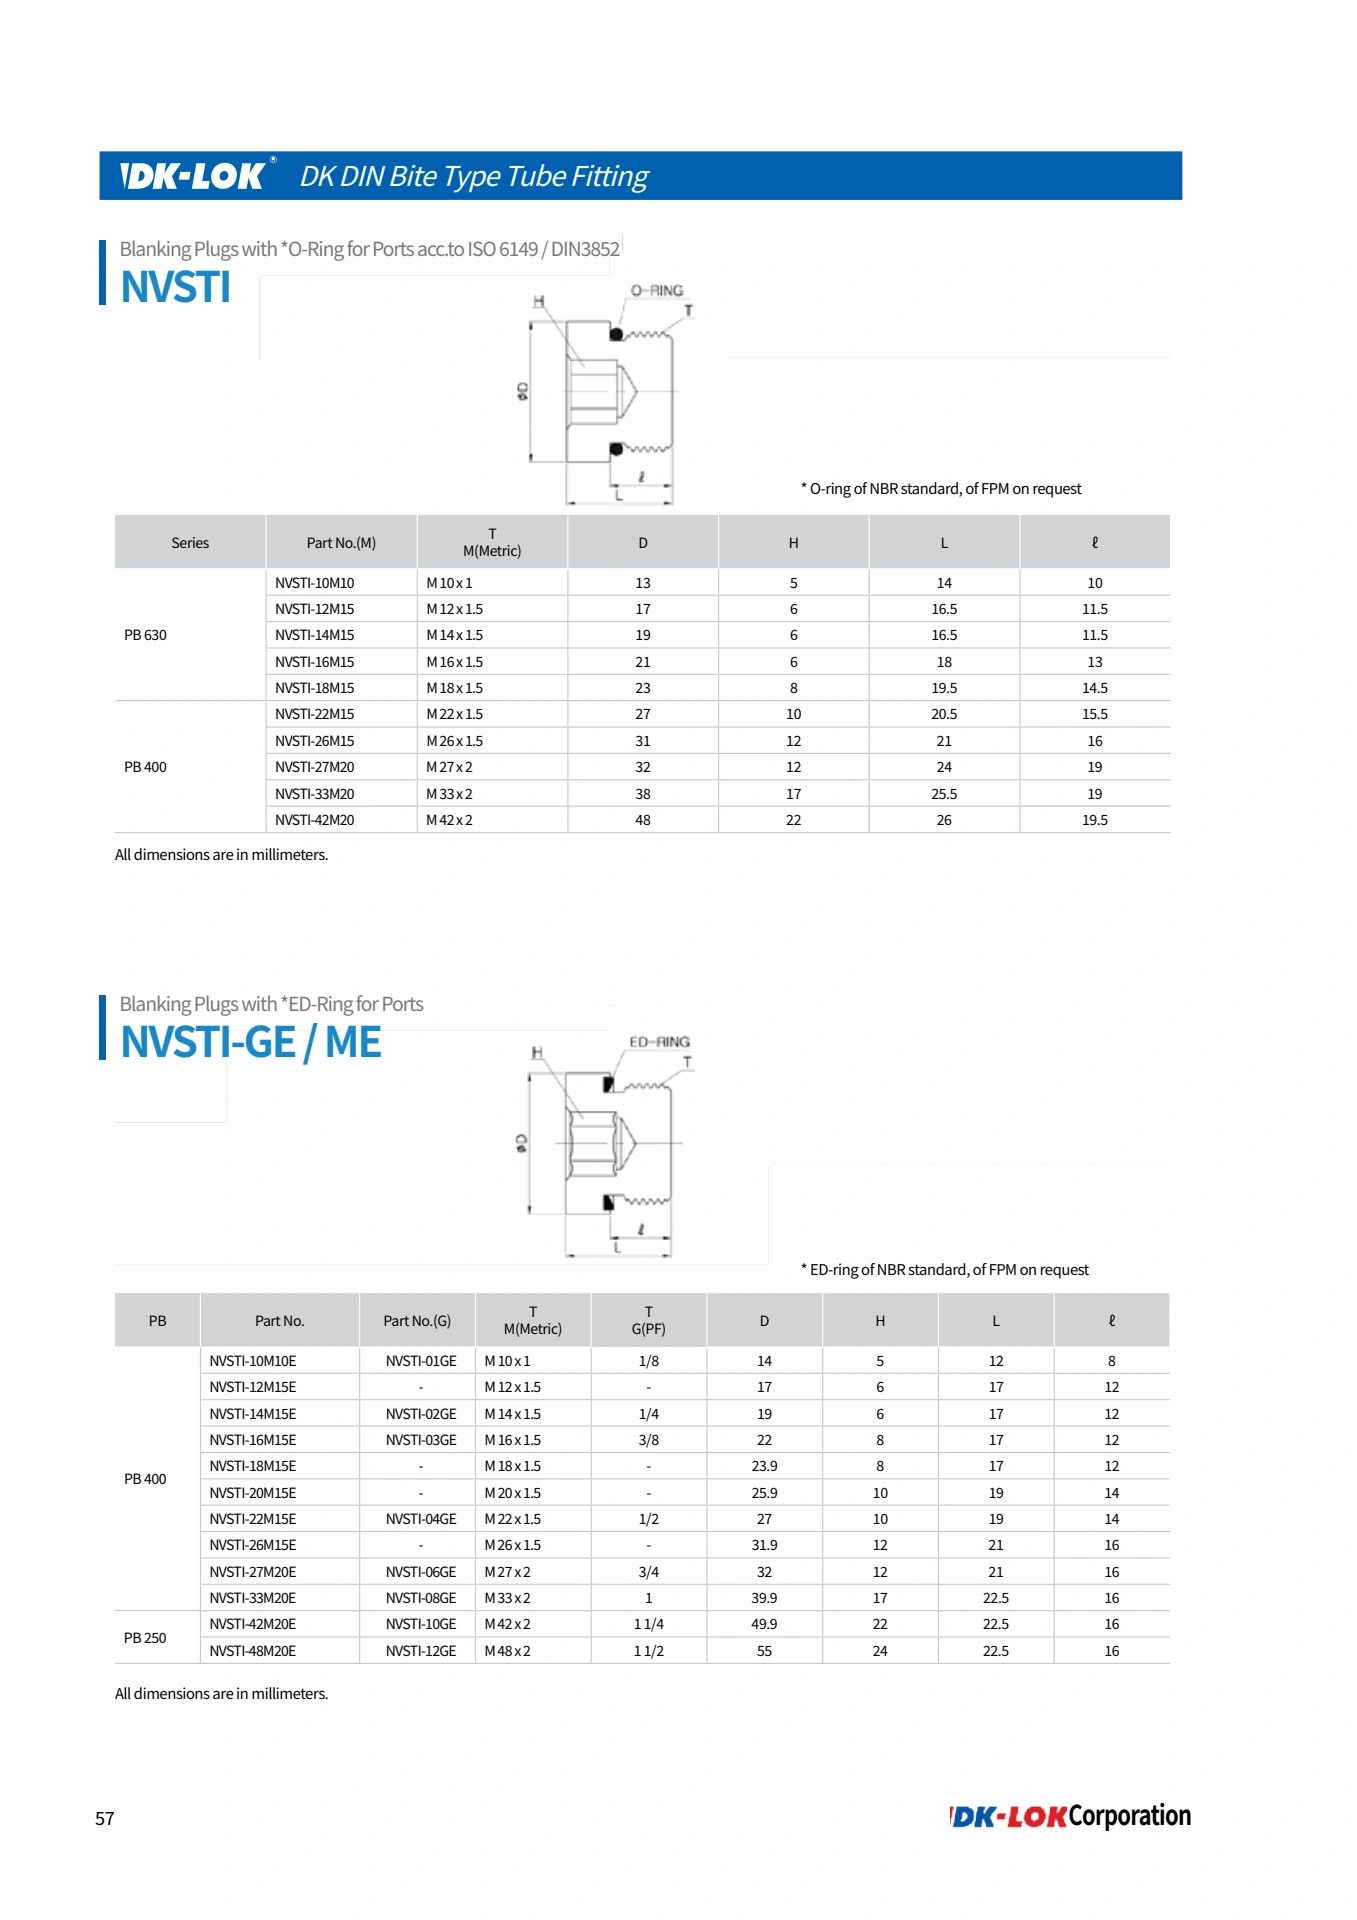 DK-LOK® DK DIN Bite Type Tube Fitting
Blanking Plugs with *O-Ring for Ports acc.to ISO 6149 / DIN3852
NVSTI
O-RING
H
T
øD
ℓ
L
* O-ring of NBR standard, of FPM on request
Series Part No.(M) T M(Metric) D H L ℓ
PB 630
NVSTI-10M10 M 10 x 1 13 5 14 10
NVSTI-12M15 M 12 x 1.5 17 6 16.5 11.5
NVSTI-14M15 M 14 x 1.5 19 6 16.5 11.5
NVSTI-16M15 M 16 x 1.5 21 6 18 13
NVSTI-18M15 M 18 x 1.5 23 8 19.5 14.5
PB 400
NVSTI-22M15 M 22 x 1.5 27 10 20.5 15.5
NVSTI-26M15 M 26 x 1.5 31 12 21 16
NVSTI-27M20 M 27 x 2 32 12 24 19
NVSTI-33M20 M 33 x 2 38 17 25.5 19
NVSTI-42M20 M 42 x 2 48 22 26 19.5
All dimensions are in millimeters.
Blanking Plugs with *ED-Ring for Ports
NVSTI-GE / ME
ED-RING
H
T
øD
ℓ
L
* ED-ring of NBR standard, of FPM on request
PB Part No. Part No.(G) T M(Metric) T G(PF) D H L ℓ
PB 400
NVSTI-10M10E NVSTI-01GE M 10 x 1 1/8 14 5 12 8
NVSTI-12M15E - M 12 x 1.5 - 17 6 17 12
NVSTI-14M15E NVSTI-02GE M 14 x 1.5 1/4 19 6 17 12
NVSTI-16M15E NVSTI-03GE M 16 x 1.5 3/8 22 8 17 12
NVSTI-18M15E - M 18 x 1.5 - 23.9 8 17 12
NVSTI-20M15E - M 20 x 1.5 - 25.9 10 19 14
NVSTI-22M15E NVSTI-04GE M 22 x 1.5 1/2 27 10 19 14
NVSTI-26M15E - M 26 x 1.5 - 31.9 12 21 16
NVSTI-27M20E NVSTI-06GE M 27 x 2 3/4 32 12 21 16
NVSTI-33M20E NVSTI-08GE M 33 x 2 1 39.9 17 22.5 16
PB 250
NVSTI-42M20E NVSTI-10GE M 42 x 2 1 1/4 49.9 22 22.5 16
NVSTI-48M20E NVSTI-12GE M 48 x 2 1 1/2 55 24 22.5 16
All dimensions are in millimeters.
57
DK-LOK Corporation